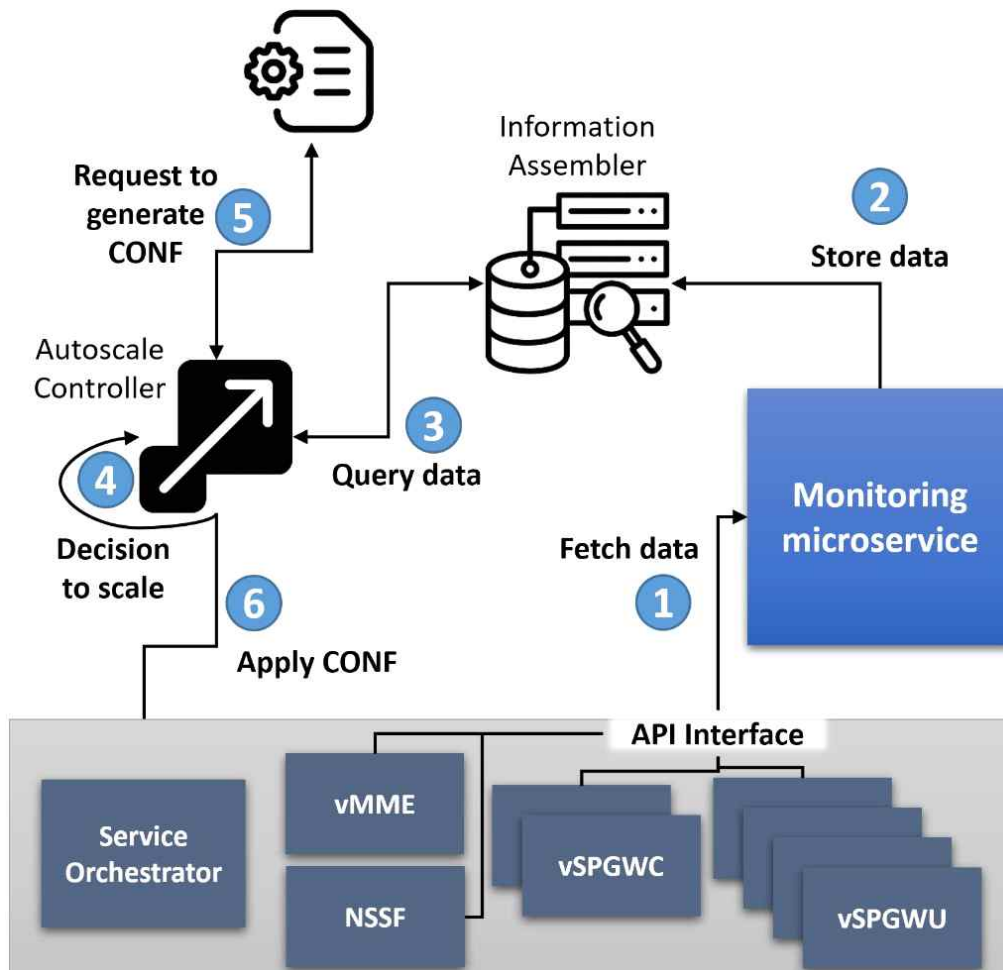 Information
Assembler
Request to
generate
CONF
5
2
Store data
Autoscale
Controller
3
Query data
4
Decision
to scale
Monitoring
microservice
Fetch data
1
6
Apply CONF
API Interface
Service
Orchestrator
vMME
NSSF
vSPGWC
vSPGWU